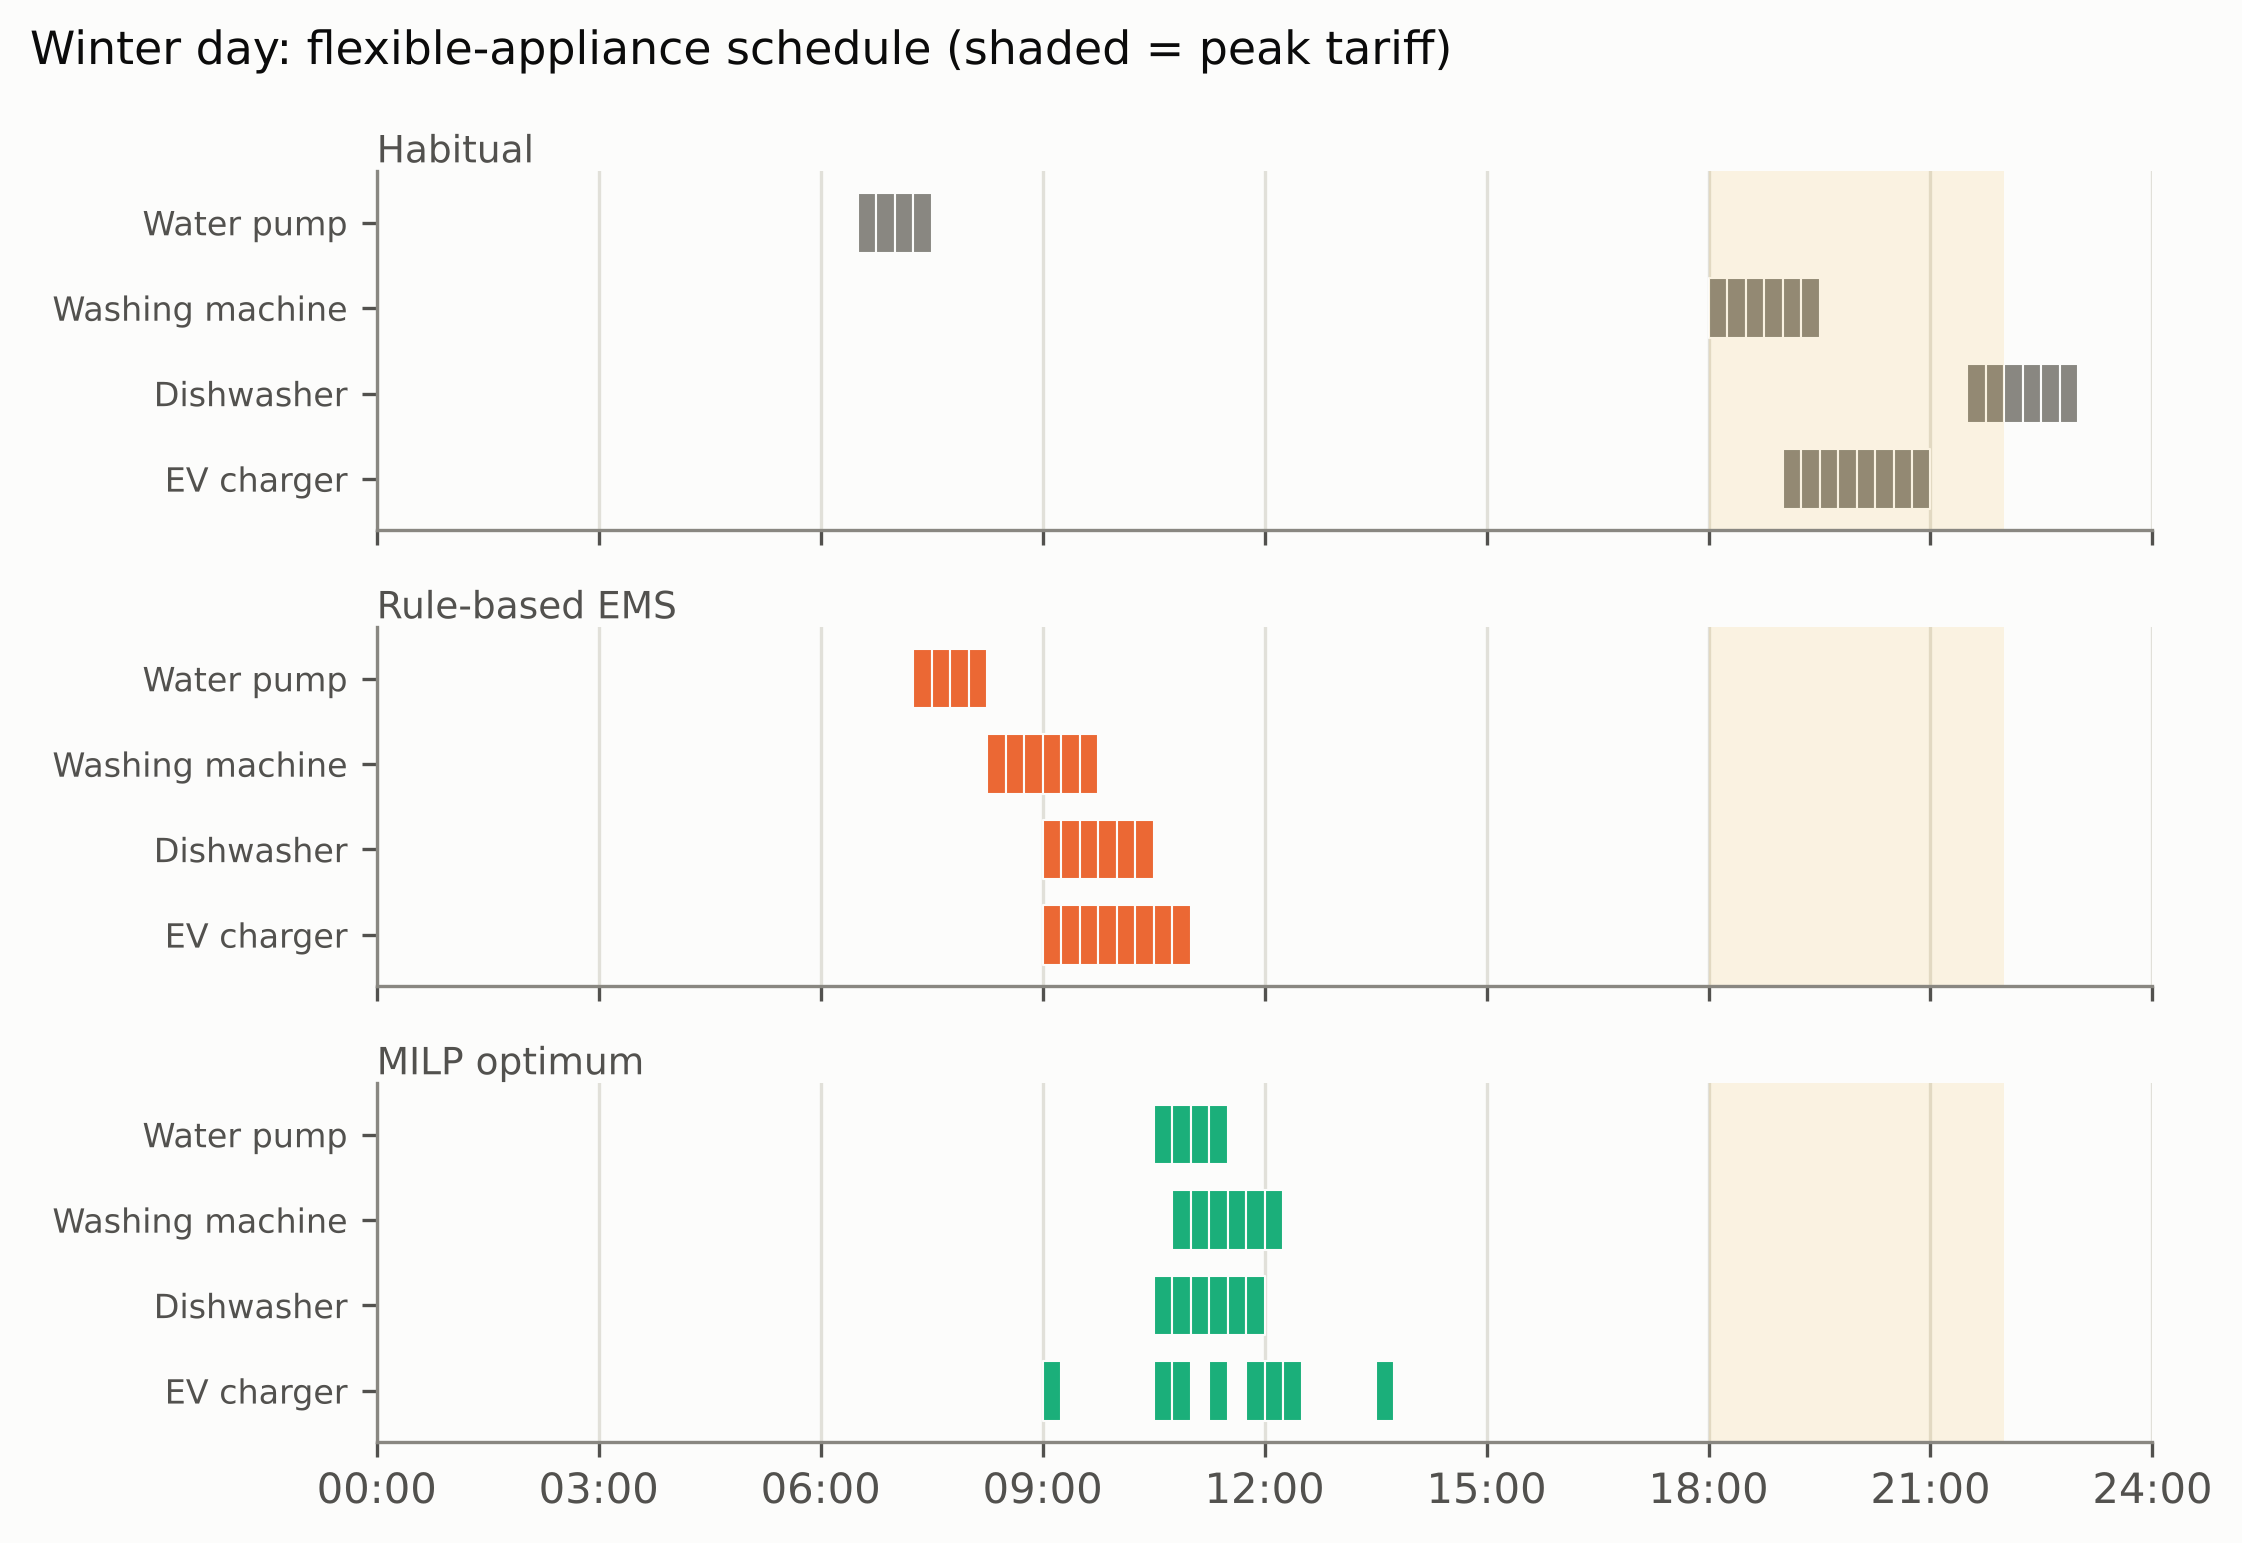 Winter day: flexible-appliance schedule (shaded = peak tariff)
Habitual
Water pump
Washing machine
Dishwasher
EV charger
Rule-based EMS
Water pump
Washing machine
Dishwasher
EV charger
MILP optimum
Water pump
Washing machine
Dishwasher
EV charger
00:00 03:00 06:00 09:00 12:00 15:00 18:00 21:00 24:00